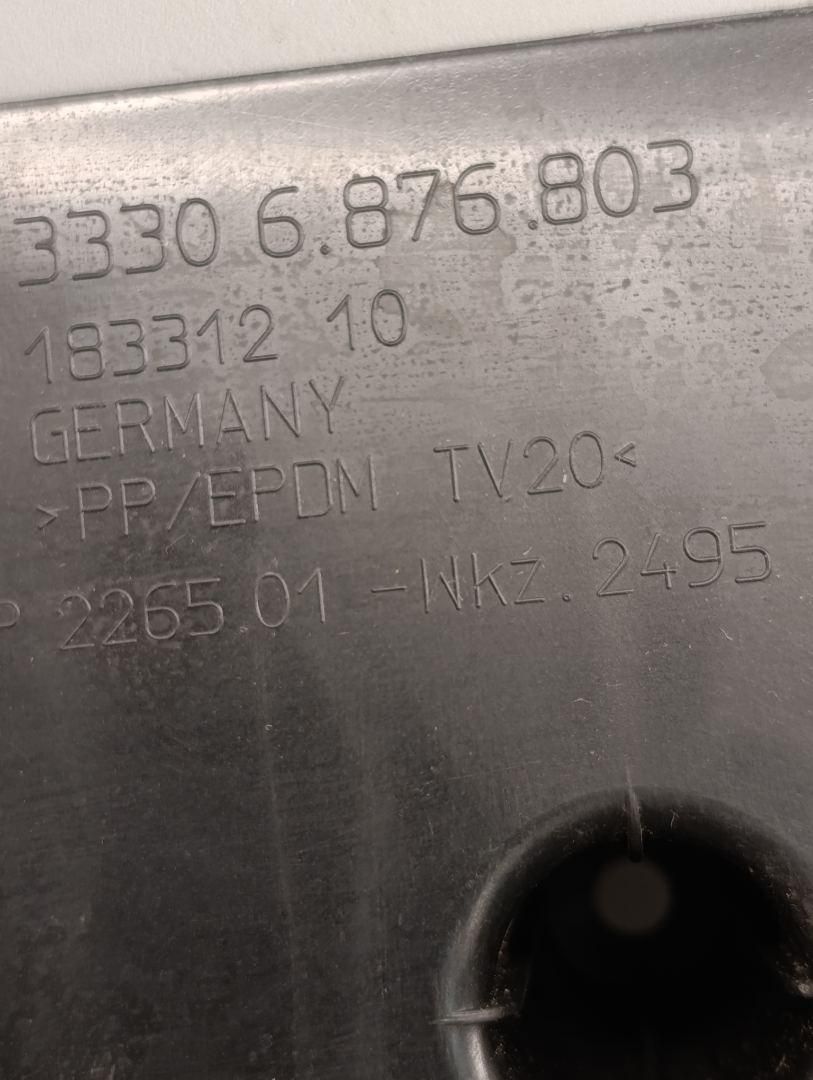 3330 6.876.803
183312 10
GERMANY
>PP/EPDM TV20<
P 2265.01 -Wkz. 2495